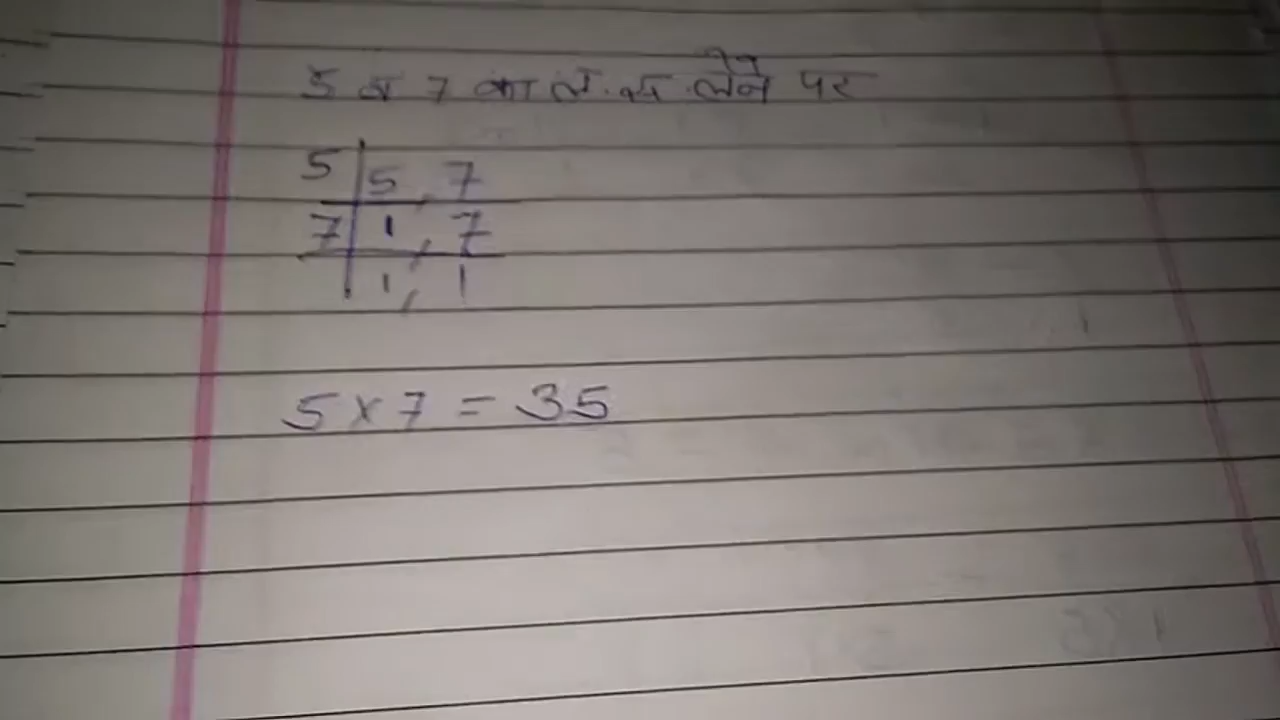 5 व 7 का ल. स. लेने पर
5 | 5, 7
7 | 1, 7
| 1, 1
5 × 7 = 35